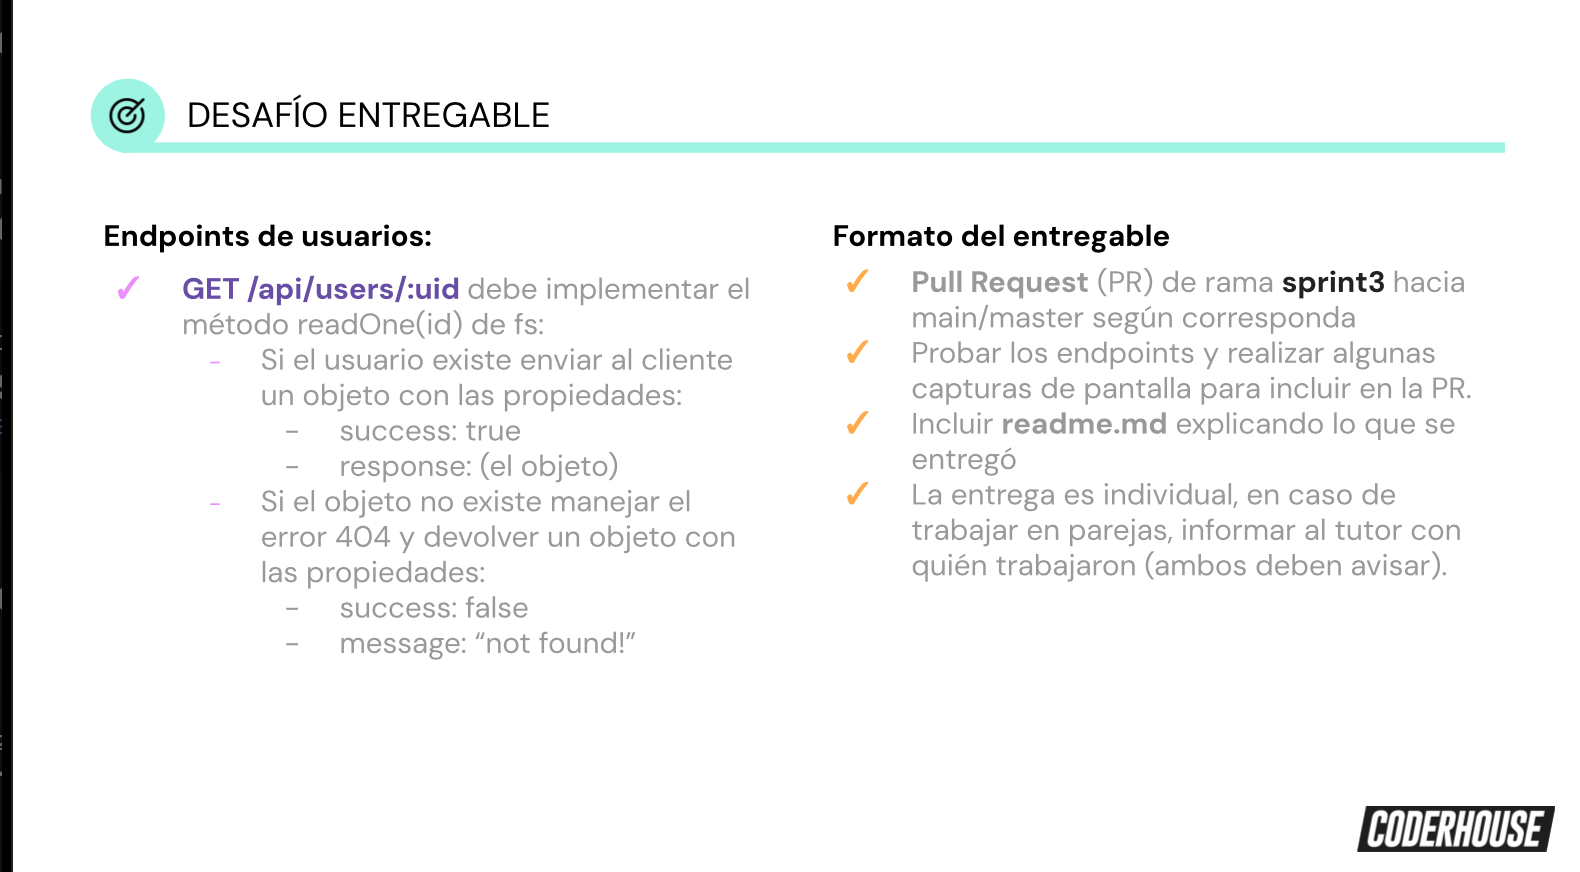 DESAFÍO ENTREGABLE
Endpoints de usuarios:
✓ GET /api/users/:uid debe implementar el
método readOne(id) de fs:
- Si el usuario existe enviar al cliente
un objeto con las propiedades:
- success: true
- response: (el objeto)
- Si el objeto no existe manejar el
error 404 y devolver un objeto con
las propiedades:
- success: false
- message: “not found!”
Formato del entregable
✓ Pull Request (PR) de rama sprint3 hacia
main/master según corresponda
✓ Probar los endpoints y realizar algunas
capturas de pantalla para incluir en la PR.
✓ Incluir readme.md explicando lo que se
entregó
✓ La entrega es individual, en caso de
trabajar en parejas, informar al tutor con
quién trabajaron (ambos deben avisar).
CODERHOUSE